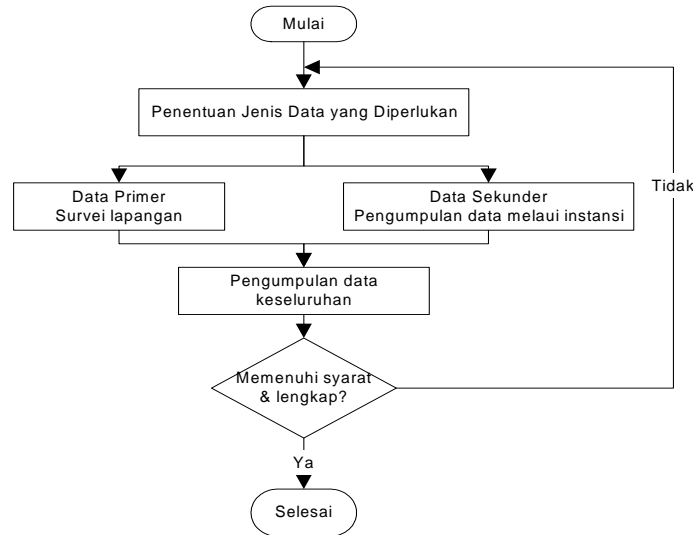 Mulai
Penentuan Jenis Data yang Diperlukan
Data Primer
Survei lapangan
Data Sekunder
Pengumpulan data melaui instansi
Tidak
Pengumpulan data
keseluruhan
Memenuhi syarat
& lengkap?
Ya
Selesai